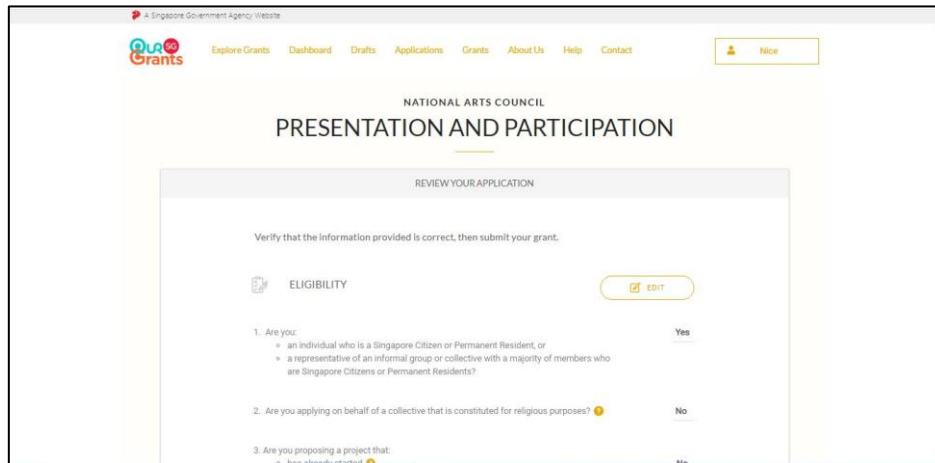 A Singapore Government Agency Website
OUR SG
Grants
Explore Grants Dashboard Drafts Applications Grants About Us Help Contact
Nice
NATIONAL ARTS COUNCIL
PRESENTATION AND PARTICIPATION
REVIEW YOUR APPLICATION
Verify that the information provided is correct, then submit your grant.
ELIGIBILITY
EDIT
1. Are you: Yes
an individual who is a Singapore Citizen or Permanent Resident, or
a representative of an informal group or collective with a majority of members who
are Singapore Citizens or Permanent Residents?
2. Are you applying on behalf of a collective that is constituted for religious purposes? ? No
3. Are you proposing a project that:
has already started ? No